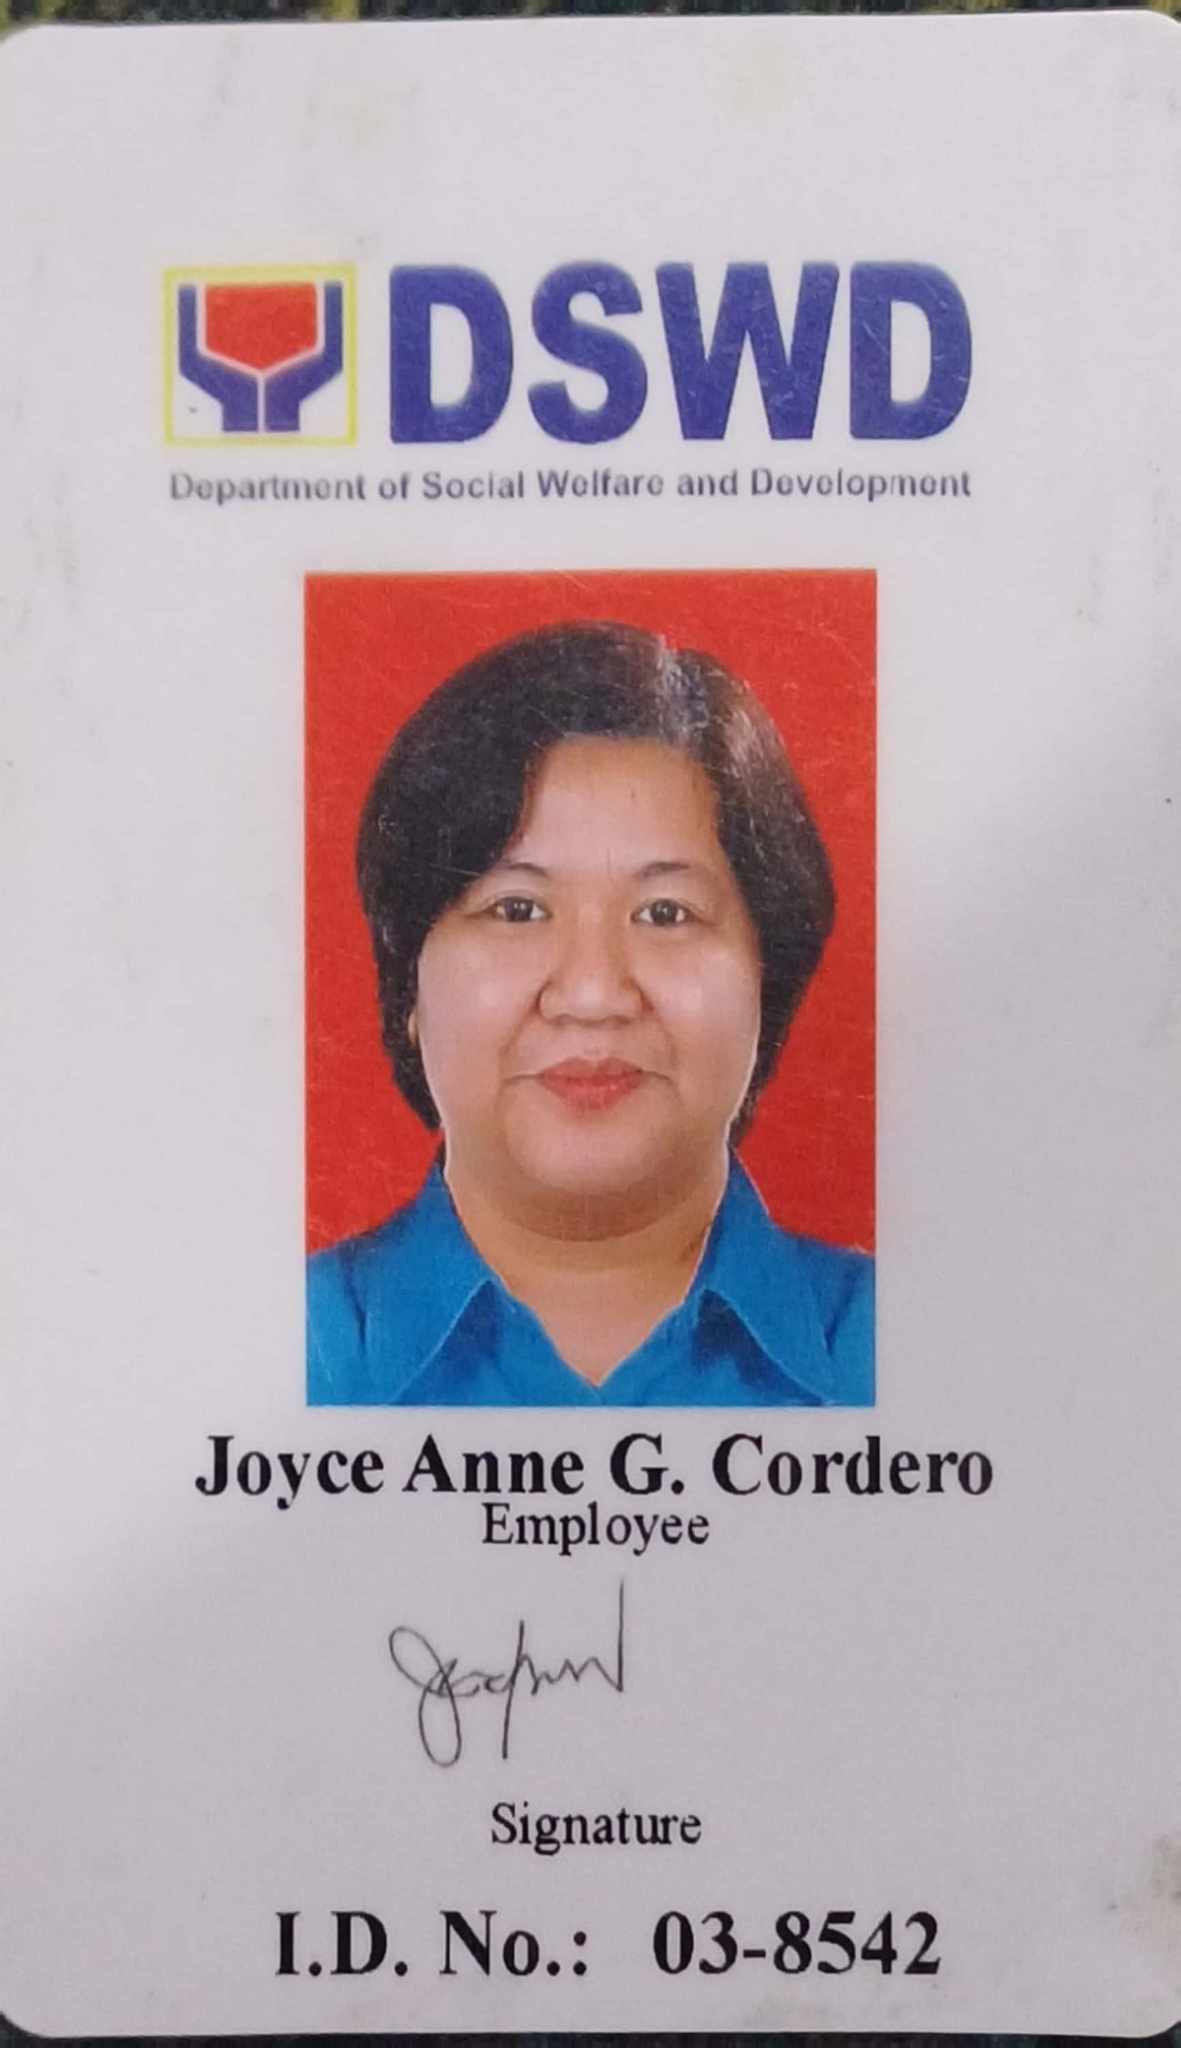 DSWD
Department of Social Welfare and Development
Joyce Anne G. Cordero
Employee
Signature
I.D. No.: 03-8542